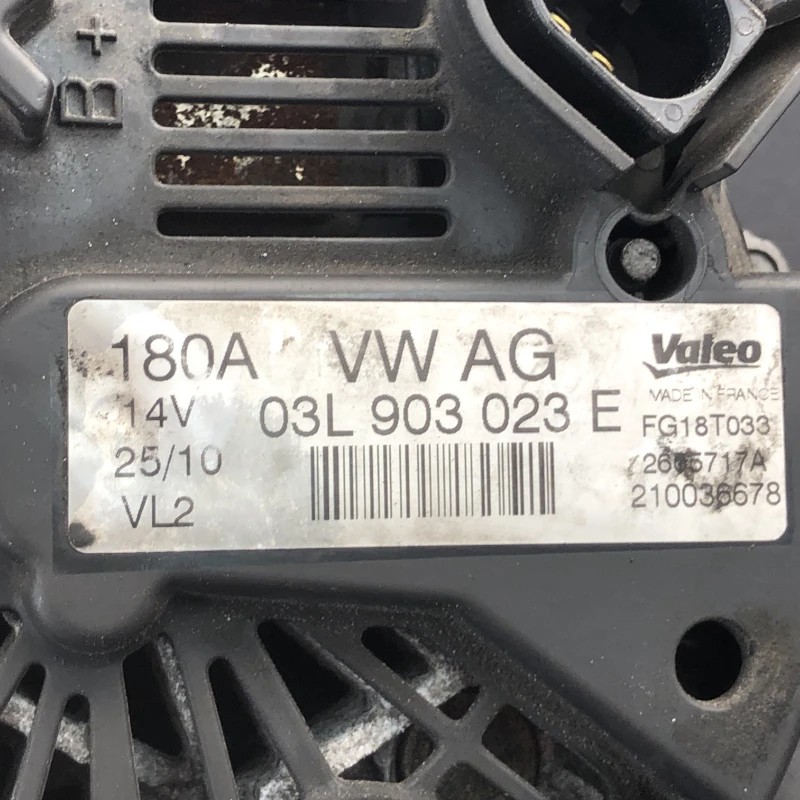 B+
180A VW AG
14V 03L 903 023 E
25/10
VL2
Valeo
MADE IN FRANCE
FG18T033
210036678